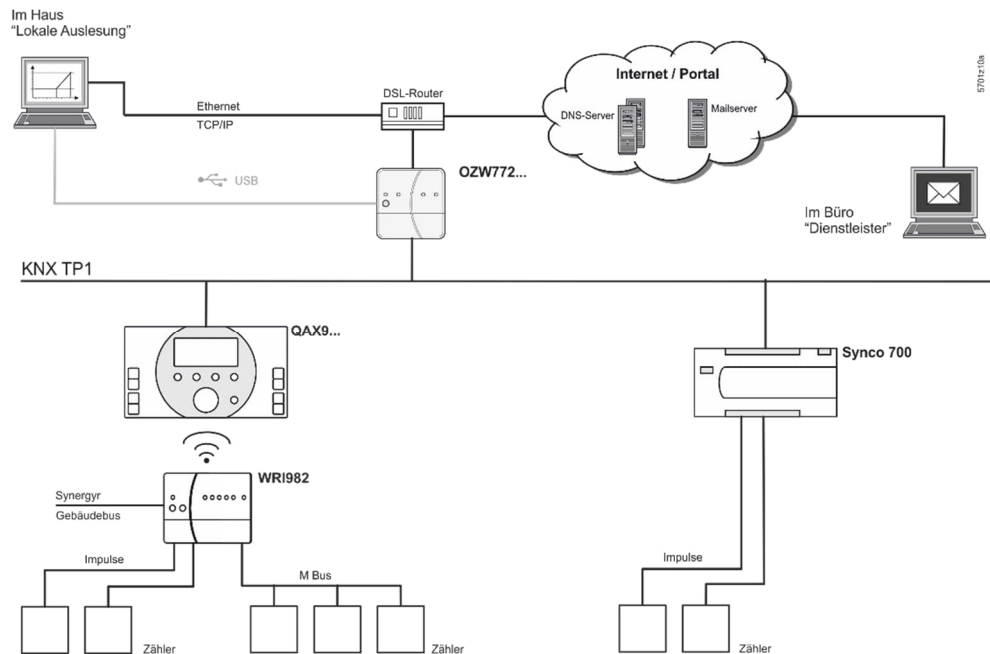 Im Haus
“Lokale Auslesung”
Ethernet
TCP/IP
DSL-Router
Internet / Portal
DNS-Server
Mailserver
5701z10a
USB
OZW772...
Im Büro
“Dienstleister”
KNX TP1
QAX9...
Synco 700
WRI982
Synergyr
Gebäudebus
Impulse
M Bus
Impulse
Zähler
Zähler
Zähler